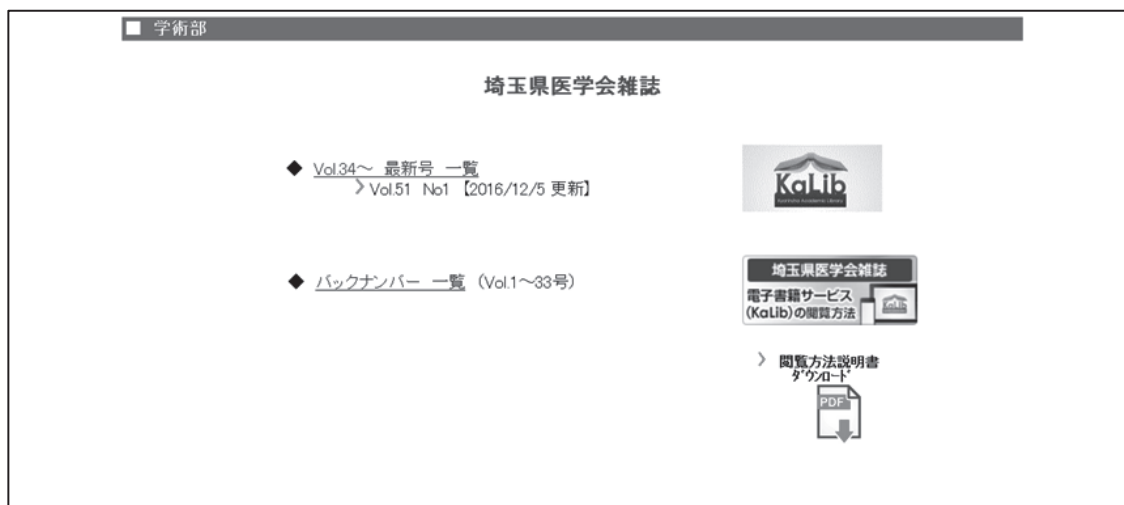 ■ 学術部
埼玉県医学会雑誌
◆ Vol.34～ 最新号 一覧
Vol.51 No1 【2016/12/5 更新】
KaLib
◆ バックナンバー 一覧 (Vol.1～33号)
埼玉県医学会雑誌
電子書籍サービス
(KaLib)の閲覧方法
KaLib
閲覧方法説明書
ダウンロード
PDF